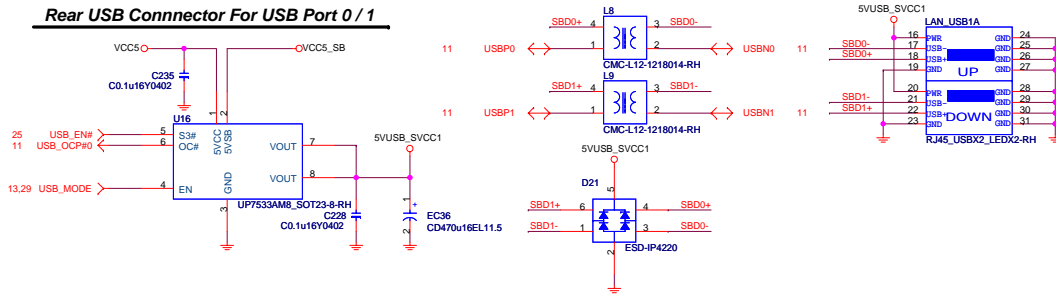 Rear USB Connnector For USB Port 0 / 1
VCC5
VCC5_SB
C235
C0.1u16Y0402
U16
1
2
5VCC
5VSB
25 USB_EN# 5 S3#
11 USB_OCP#0 6 OC#
13,29 USB_MODE 4 EN
VOUT 7
VOUT 8
GND
3
UP7533AM8_SOT23-8-RH
C228
C0.1u16Y0402
5VUSB_SVCC1
1
+
2
EC36
CD470u16EL11.5
L8
SBD0+ 4 3 SBD0-
11 USBP0 1 2 USBN0 11
CMC-L12-1218014-RH
L9
SBD1+ 4 3 SBD1-
11 USBP1 1 2 USBN1 11
CMC-L12-1218014-RH
5VUSB_SVCC1
D21
5
SBD1+ 6 4 SBD0+
SBD1- 1 3 SBD0-
2
ESD-IP4220
5VUSB_SVCC1
LAN_USB1A
16 PWR GND 24
SBD0- 17 USB- GND 25
SBD0+ 18 USB+ GND 26
19 GND GND 27
UP
20 PWR GND 28
SBD1- 21 USB- GND 29
SBD1+ 22 USB+ GND 30
23 GND GND 31
DOWN
RJ45_USBX2_LEDX2-RH